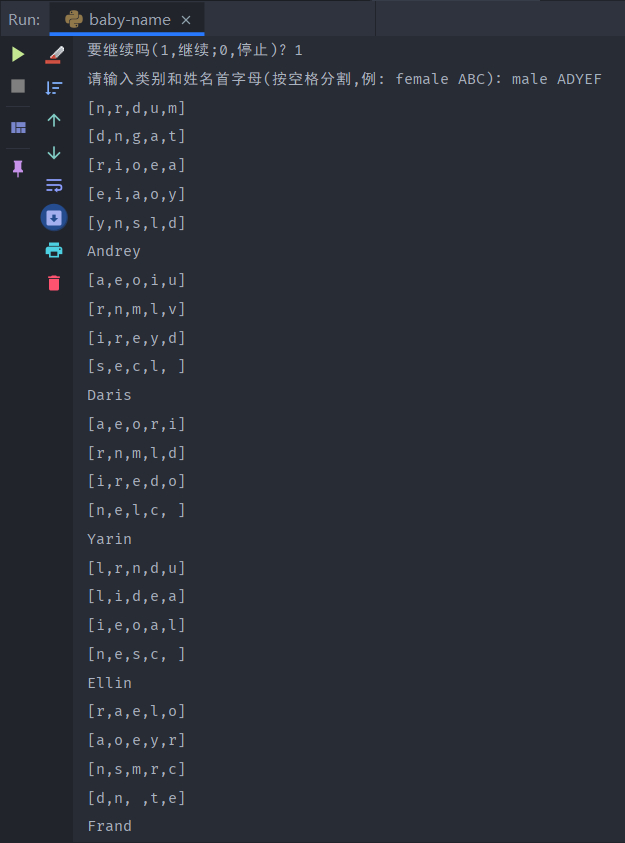 Run: baby-name ×
要继续吗(1,继续;0,停止)? 1
请输入类别和姓名首字母(按空格分割,例: female ABC): male ADYEF
[n,r,d,u,m]
[d,n,g,a,t]
[r,i,o,e,a]
[e,i,a,o,y]
[y,n,s,l,d]
Andrey
[a,e,o,i,u]
[r,n,m,l,v]
[i,r,e,y,d]
[s,e,c,l, ]
Daris
[a,e,o,r,i]
[r,n,m,l,d]
[i,r,e,d,o]
[n,e,l,c, ]
Yarin
[l,r,n,d,u]
[l,i,d,e,a]
[i,e,o,a,l]
[n,e,s,c, ]
Ellin
[r,a,e,l,o]
[a,o,e,y,r]
[n,s,m,r,c]
[d,n, ,t,e]
Frand